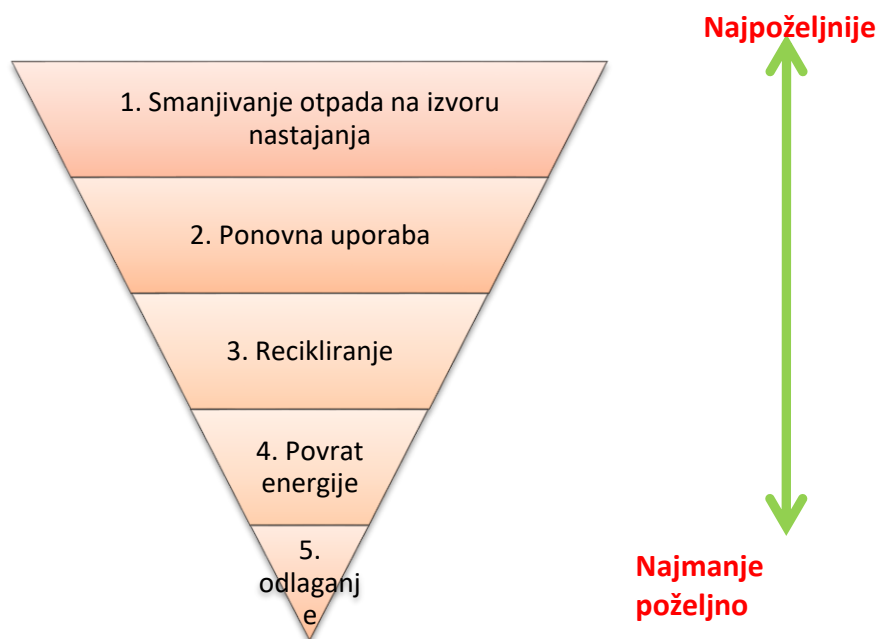 Najpoželjnije
1. Smanjivanje otpada na izvoru
nastajanja
2. Ponovna uporaba
3. Recikliranje
4. Povrat
energije
5.
odlaganj
e
Najmanje
poželjno